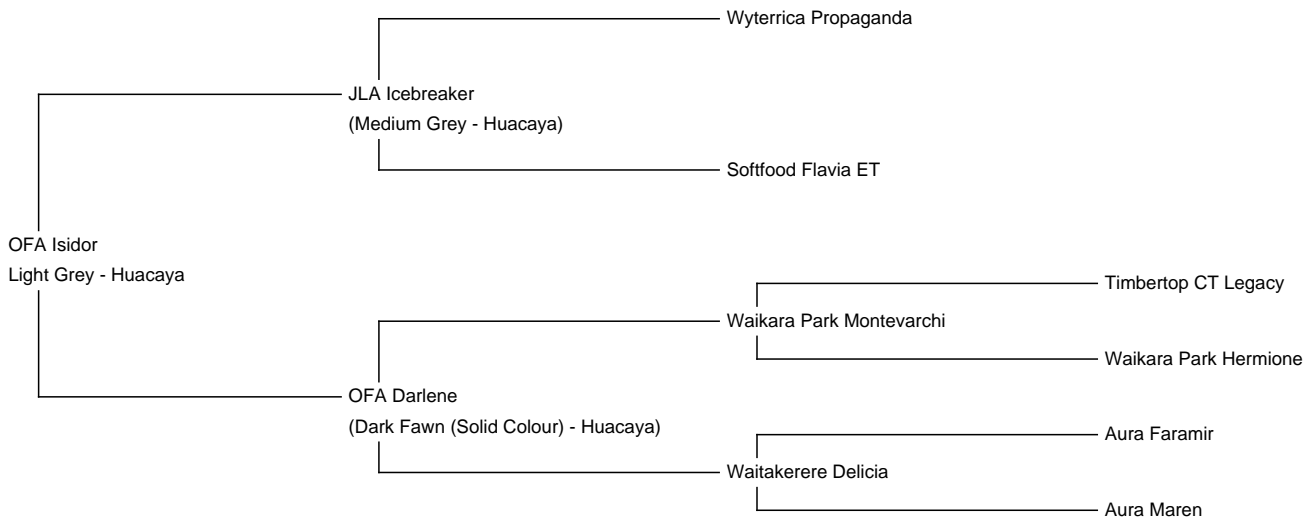 Wyterrica Propaganda
JLA Icebreaker
(Medium Grey - Huacaya)
Softfood Flavia ET
OFA Isidor
Light Grey - Huacaya
Timbertop CT Legacy
Waikara Park Montevarchi
Waikara Park Hermione
OFA Darlene
(Dark Fawn (Solid Colour) - Huacaya)
Aura Faramir
Waitakerere Delicia
Aura Maren